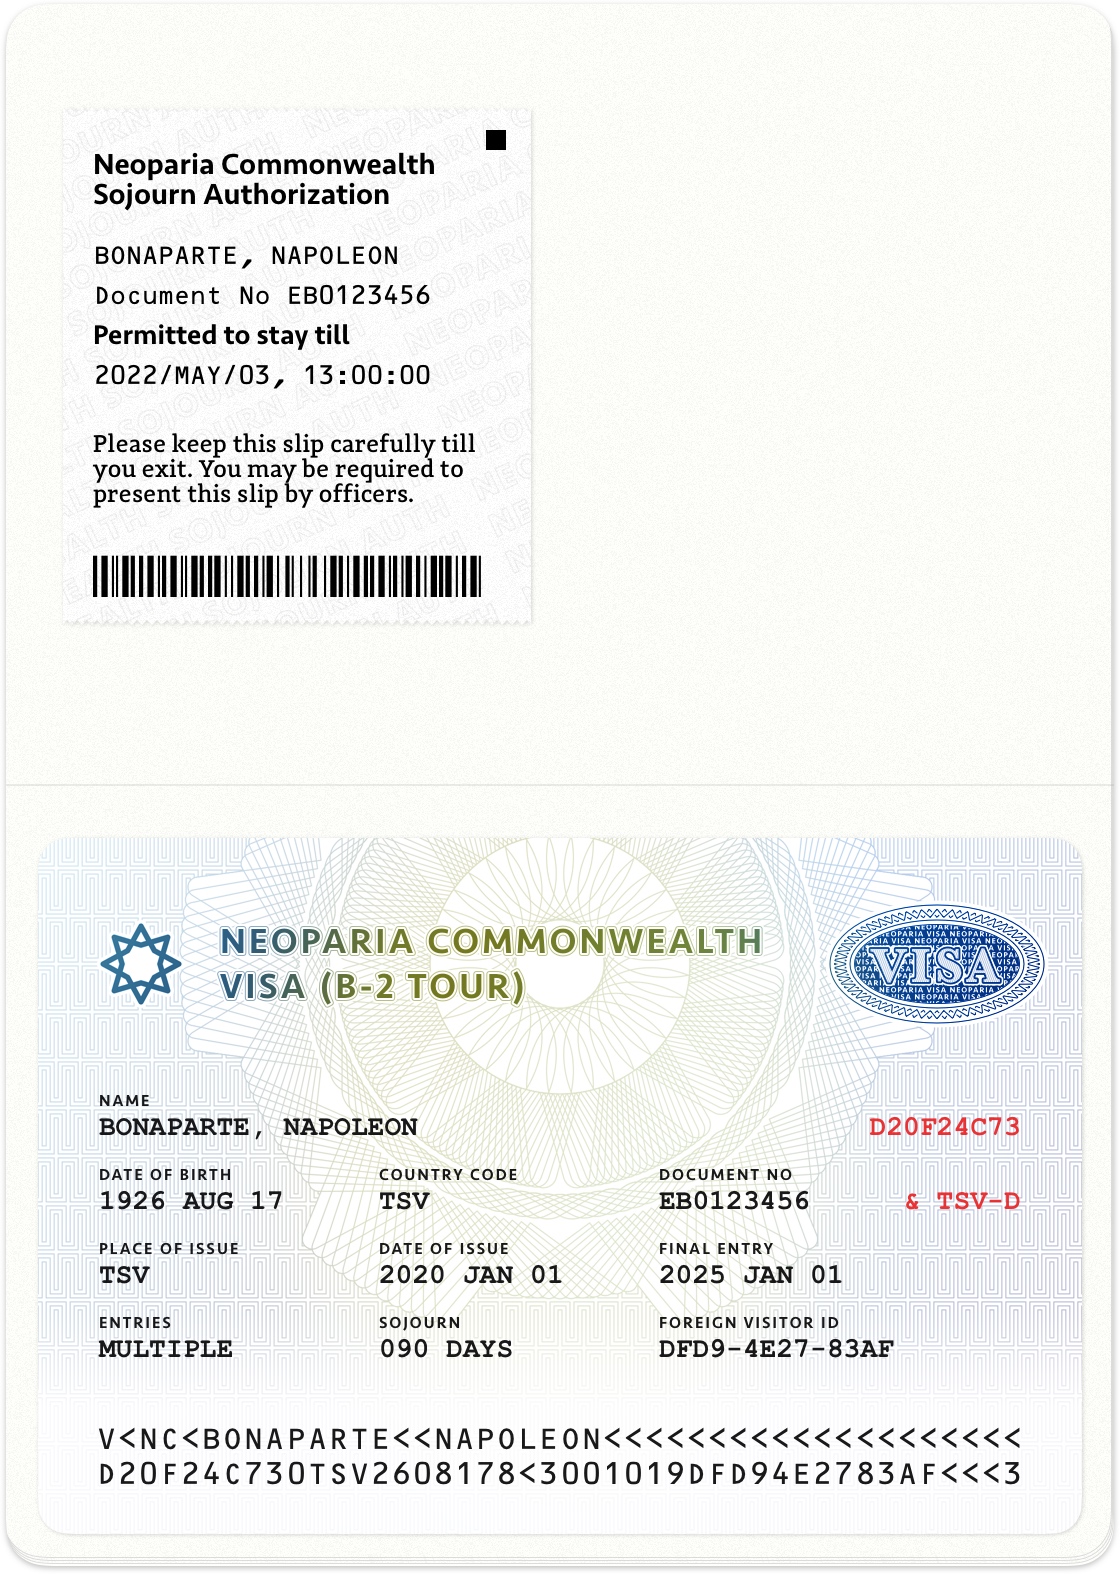 Neoparia Commonwealth
Sojourn Authorization
BONAPARTE, NAPOLEON
Document No EB0123456
Permitted to stay till
2022/MAY/03, 13:00:00
Please keep this slip carefully till
you exit. You may be required to
present this slip by officers.
NEOPARIA COMMONWEALTH
VISA (B-2 TOUR)
VISA
NAME
BONAPARTE, NAPOLEON
D20F24C73
DATE OF BIRTH
COUNTRY CODE
DOCUMENT NO
1926 AUG 17
TSV
EB0123456
& TSV-D
PLACE OF ISSUE
DATE OF ISSUE
FINAL ENTRY
TSV
2020 JAN 01
2025 JAN 01
ENTRIES
SOJOURN
FOREIGN VISITOR ID
MULTIPLE
090 DAYS
DFD9-4E27-83AF
V<NC<BONAPARTE<<NAPOLEON<<<<<<<<<<<<<<<<<<<<
D20F24C730TSV2608178<3001019DFD94E2783AF<<<3